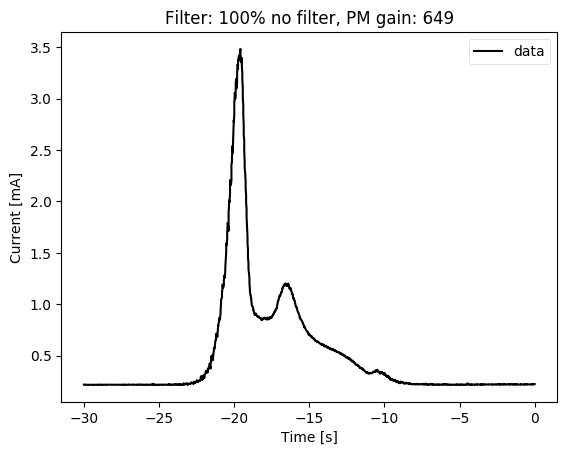 Filter: 100% no filter, PM gain: 649
data
Current [mA]
3.5
3.0
2.5
2.0
1.5
1.0
0.5
−30 −25 −20 −15 −10 −5 0
Time [s]